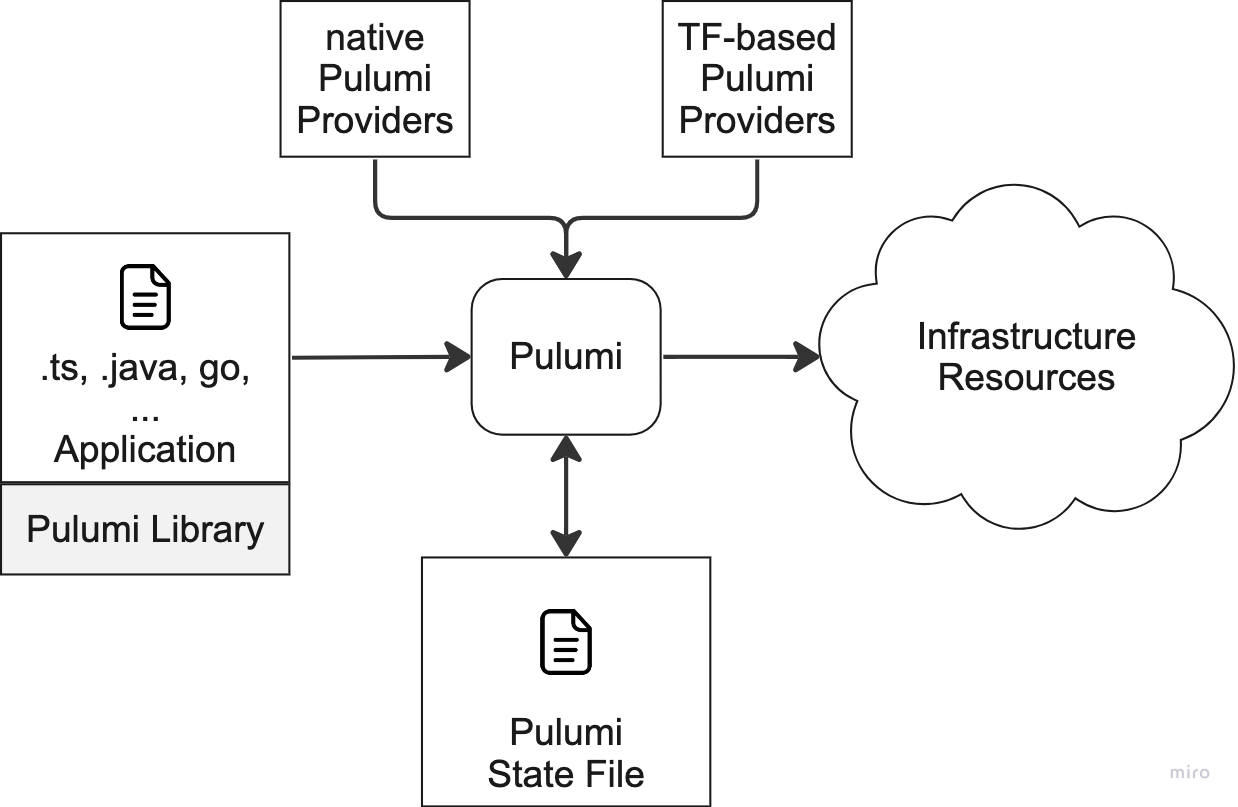 native
Pulumi
Providers
TF-based
Pulumi
Providers
.ts, .java, go,
...
Application
Pulumi Library
Pulumi
Infrastructure
Resources
Pulumi
State File
miro